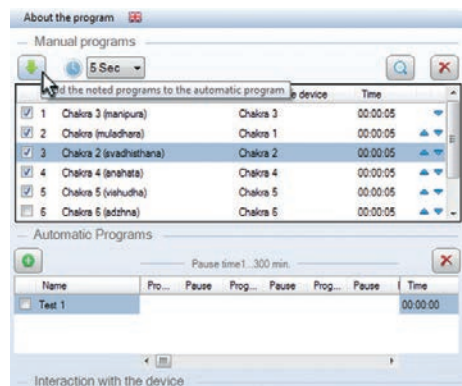 About the program
Manual programs
5 Sec
Add the noted programs to the automatic program
e device Time
1 Chakra 3 (manipura) Chakra 3 00:00:05
2 Chakra (muladhara) Chakra 1 00:00:05
3 Chakra 2 (svadhisthana) Chakra 2 00:00:05
4 Chakra 4 (anahata) Chakra 4 00:00:05
5 Chakra 5 (vishudha) Chakra 5 00:00:05
6 Chakra 6 (adzhna) Chakra 6 00:00:05
Automatic Programs
Pause time1...300 min.
Name Pro... Pause Prog... Pause Prog... Pause Time
Test 1 00:00:00
Interaction with the device